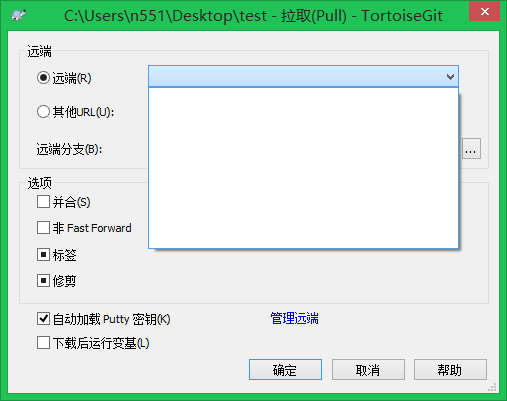 C:\Users\n551\Desktop\test - 拉取(Pull) - TortoiseGit
远端
远端(R)
其他URL(U):
远端分支(B):
...
选项
并合(S)
非 Fast Forward
标签
修剪
自动加载 Putty 密钥(K)
管理远端
下载后运行变基(L)
确定
取消
帮助